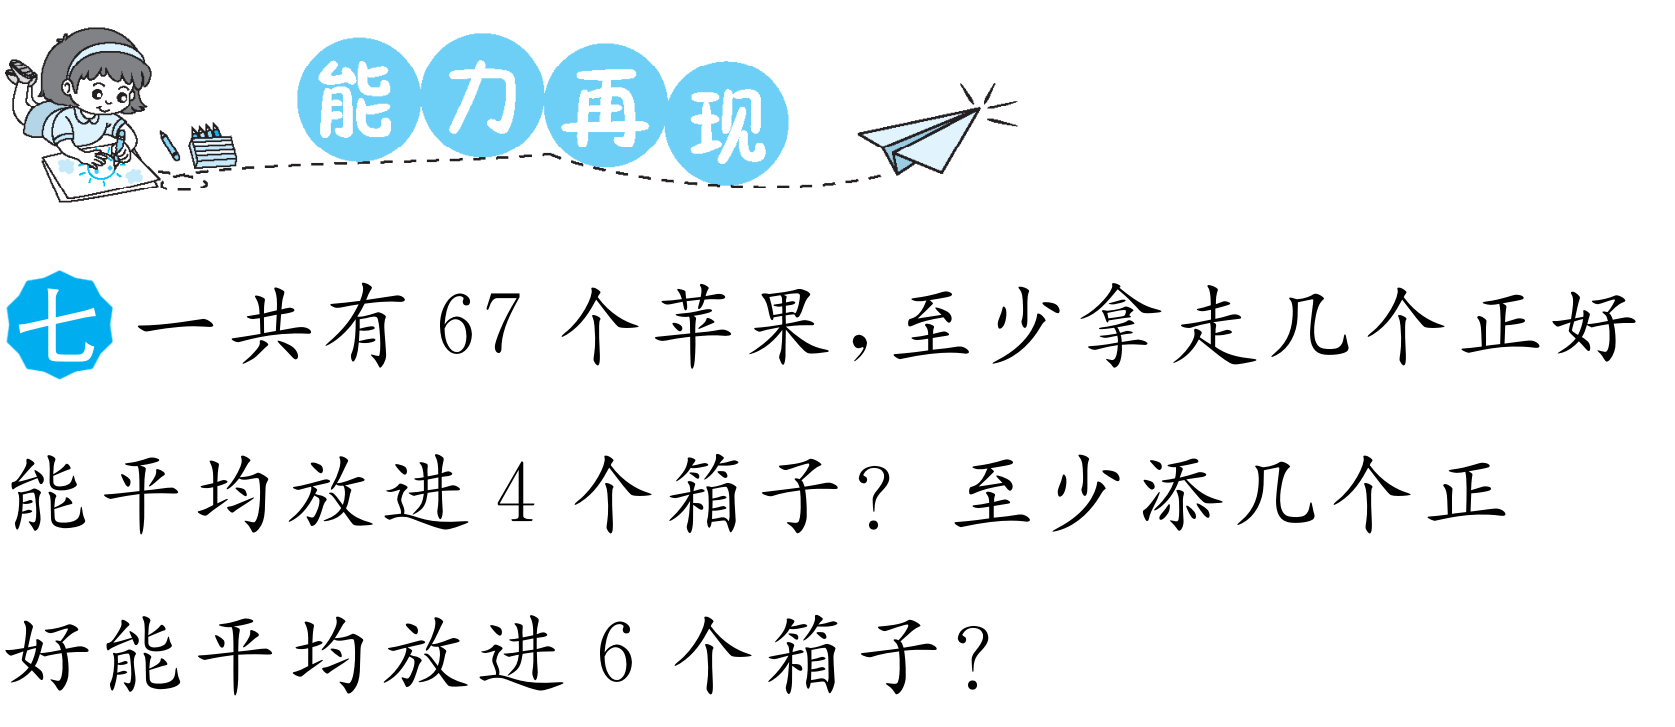 能力再现
七 一共有 67 个苹果,至少拿走几个正好
能平均放进 4 个箱子? 至少添几个正
好能平均放进 6 个箱子?